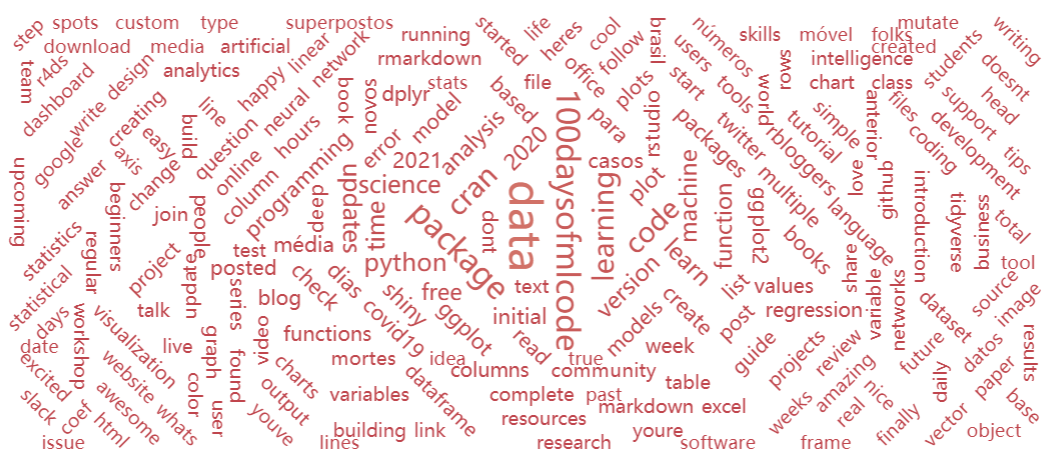 step
spots
custom
type
superpostos
running
started
life
heres
cool
brasil
números
skills
móvel
folks
mutate
writing
download
media
artificial
happy
linear
network
rmarkdown
office
follow
users
created
team
r4ds
analytics
stats
file
plots
start
tools
world
rows
intelligence
students
doesnt
dashboard
write
design
line
question
neural
book
novos
dplyr
based
para
rstudio
packages
twitter
rbloggers
tutorial
simple
chart
class
anterior
files
support
head
google
creating
easy
build
online
hours
error
model
analysis
2020
100daysofmlcode
casos
plot
machine
multiple
love
github
coding
development
tips
answer
axis
change
column
programming
2021
science
cran
data
learning
code
function
ggplot2
language
introduction
tidyverse
business
total
upcoming
beginners
join
people
deep
updates
time
package
dont
learn
books
share
variable
networks
statistics
regular
project
test
média
python
text
version
list
values
source
tool
statistical
talk
apply
posted
series
blog
check
dias
covid19
shiny
free
ggplot
initial
models
create
post
regression
dataset
image
days
date
workshop
visualization
live
graph
found
video
functions
mortes
idea
read
true
week
guide
projects
review
future
datos
results
excited
website
color
charts
variables
dataframe
columns
community
table
amazing
nice
daily
paper
slack
coef
html
awesome
whats
user
output
youve
complete
past
resources
markdown
excel
weeks
real
finally
vector
base
issue
lines
building
link
research
youre
software
frame
object